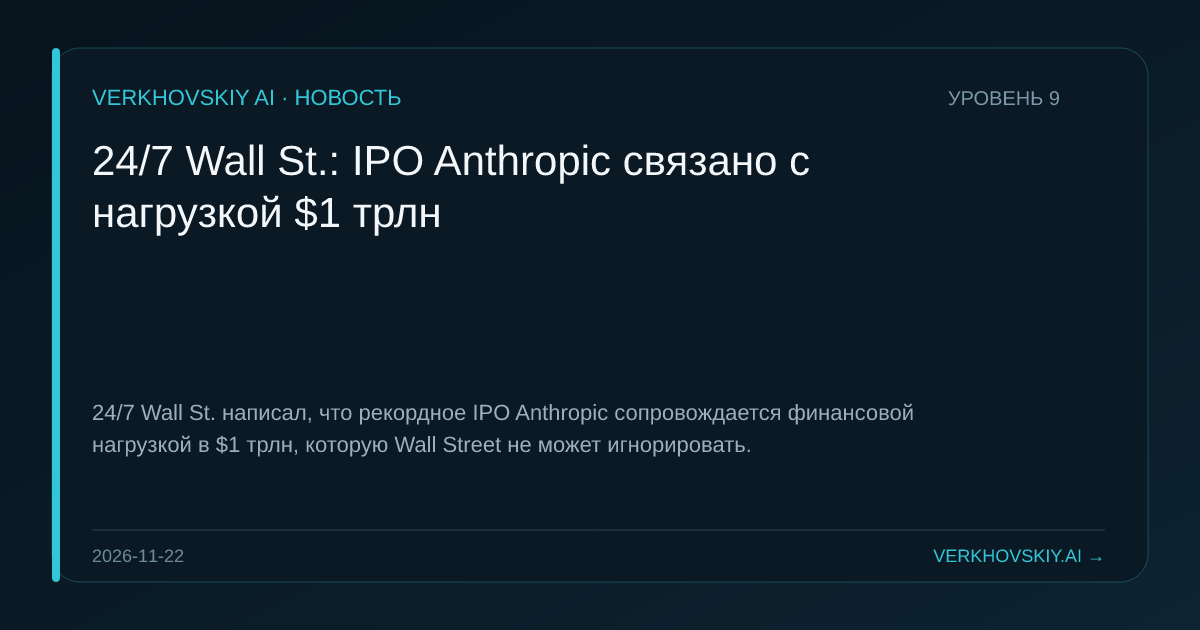 VERKHOVSKIY AI · НОВОСТЬ
УРОВЕНЬ 9
24/7 Wall St.: IPO Anthropic связано с
нагрузкой $1 трлн
24/7 Wall St. написал, что рекордное IPO Anthropic сопровождается финансовой
нагрузкой в $1 трлн, которую Wall Street не может игнорировать.
2026-11-22
VERKHOVSKIY.AI →